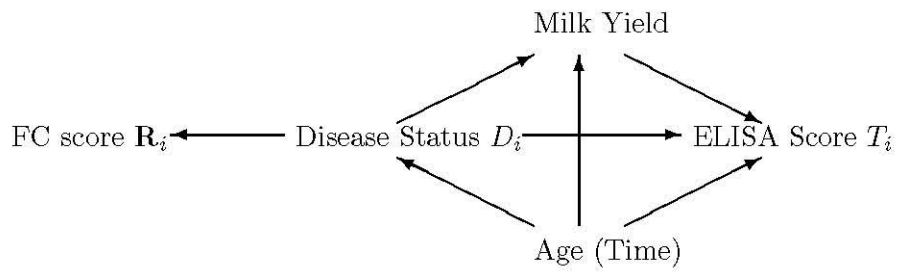 Milk Yield
FC score R_i Disease Status D_i ELISA Score T_i
Age (Time)